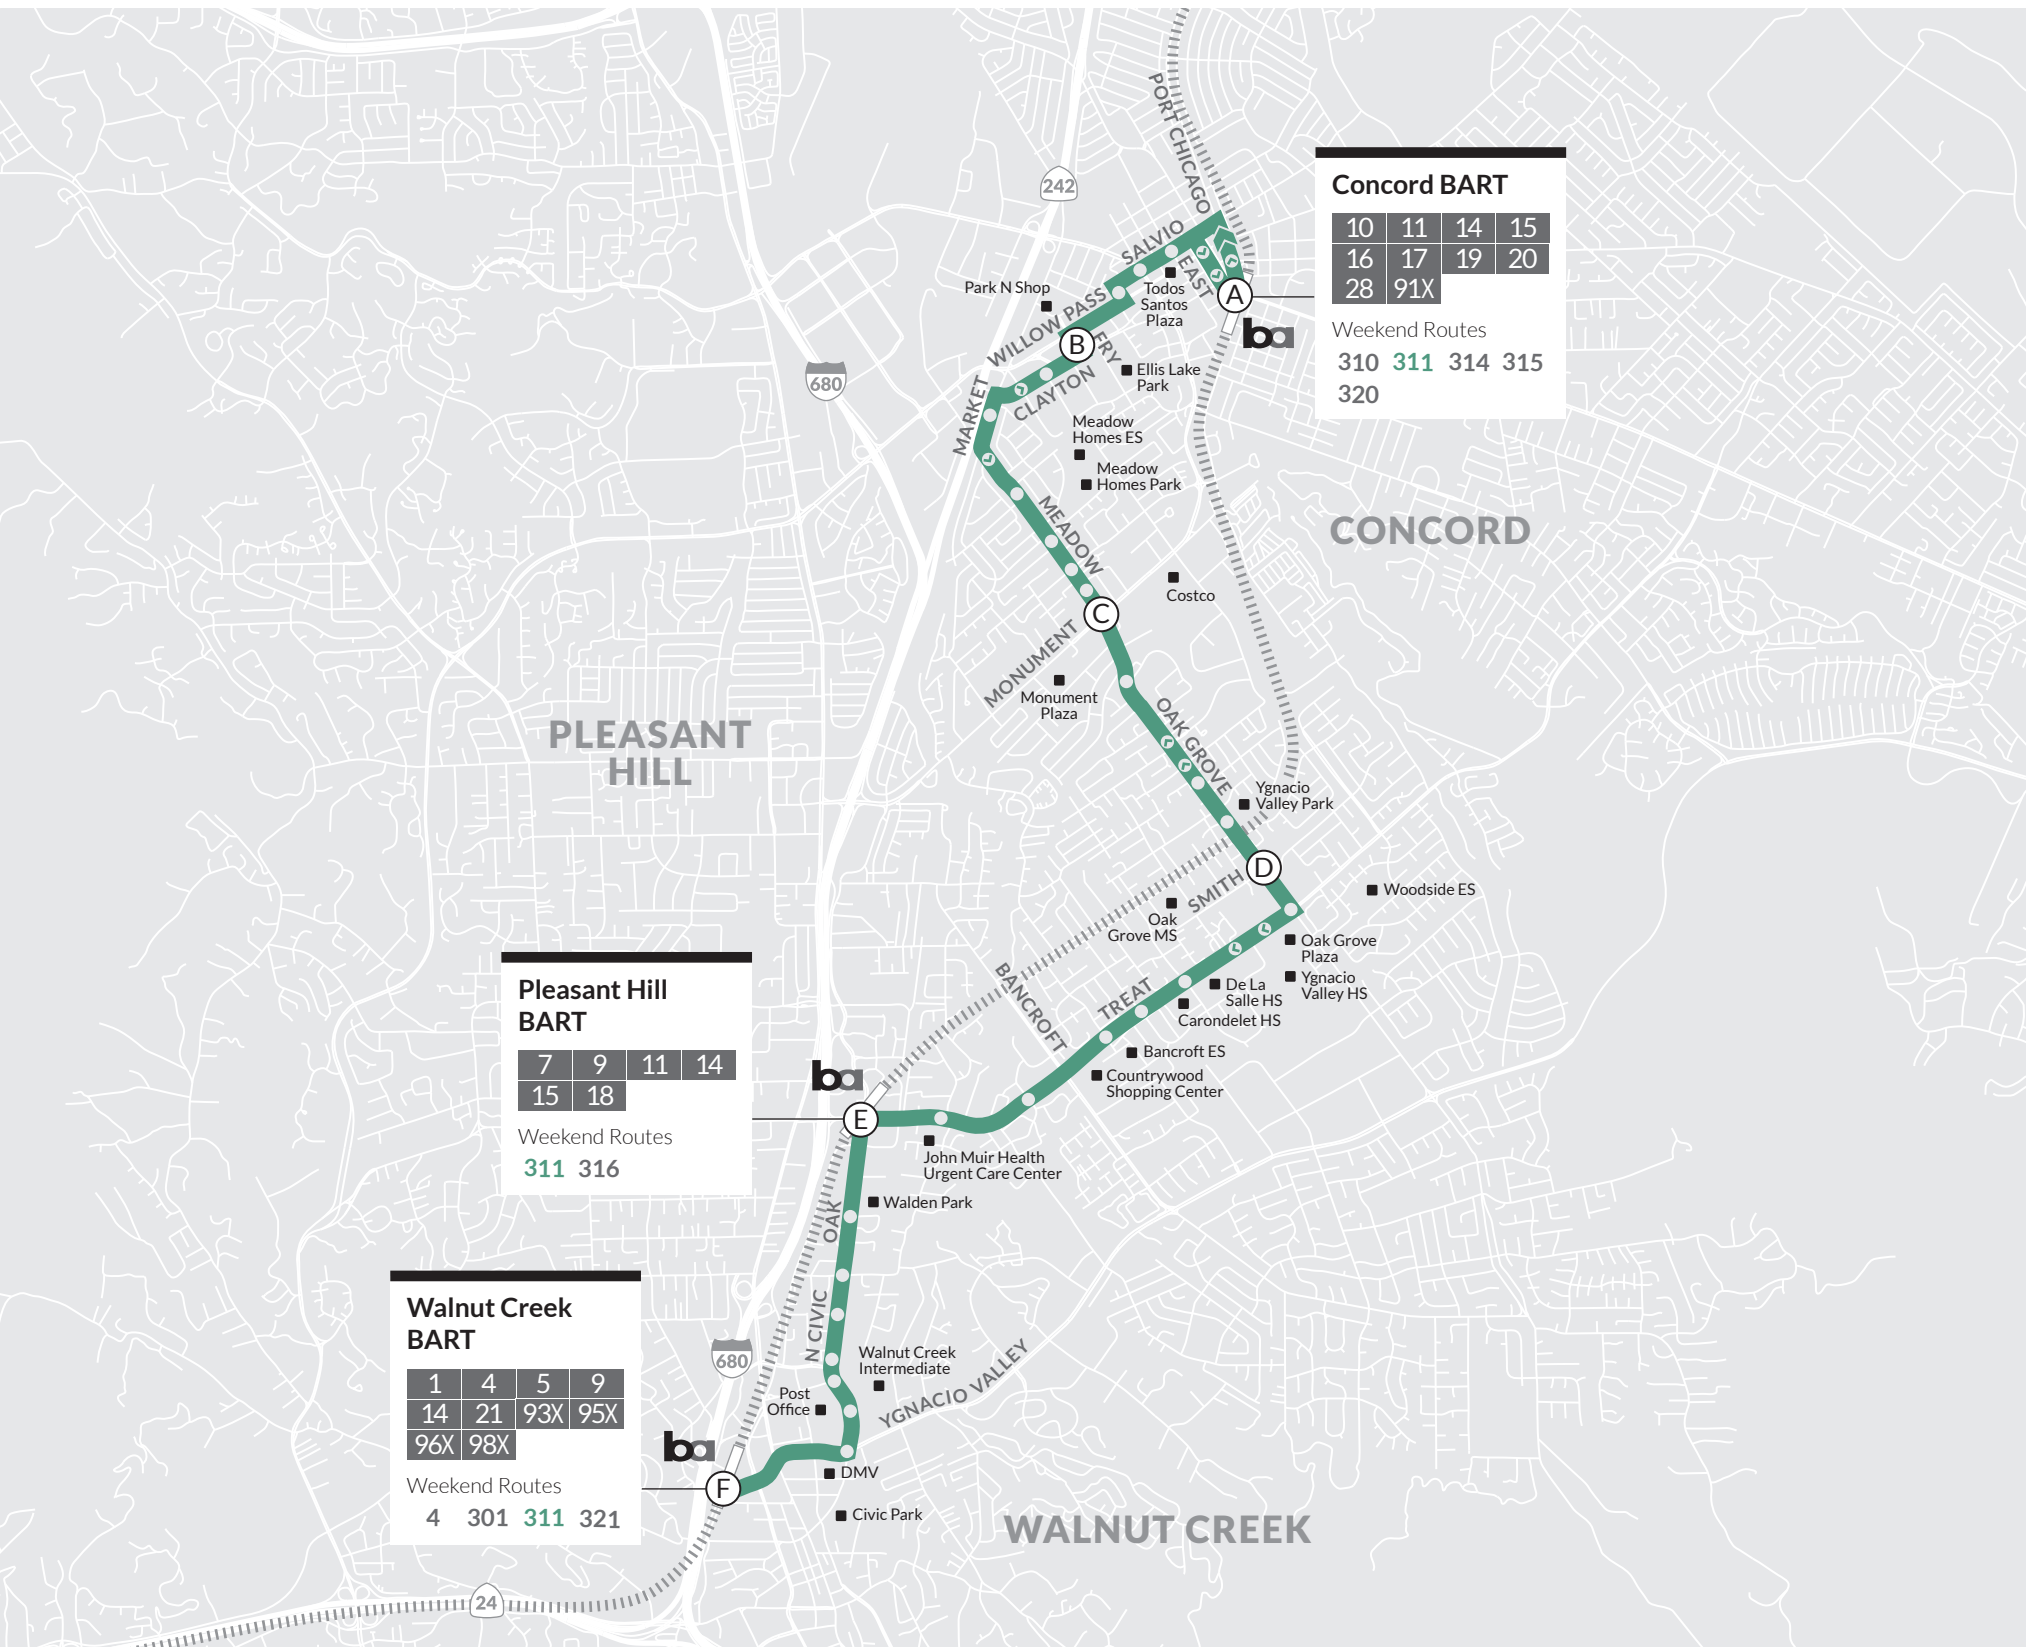 PORT CHICAGO
242
SALVIO
EAST
Todos
Santos
Plaza
A
ba
Concord BART
10 11 14 15
16 17 19 20
28 91X
Weekend Routes
310 311 314 315
320
Park N Shop
WILLOW PASS
B
FRY
Ellis Lake
Park
CLAYTON
MARKET
680
Meadow
Homes ES
Meadow
Homes Park
MEADOW
CONCORD
Costco
C
MONUMENT
Monument
Plaza
OAK GROVE
PLEASANT
HILL
Ygnacio
Valley Park
D
SMITH
Oak
Grove MS
Woodside ES
Oak Grove
Plaza
Ygnacio
Valley HS
De La
Salle HS
Carondelet HS
TREAT
BANCROFT
Bancroft ES
Countrywood
Shopping Center
Pleasant Hill
BART
7 9 11 14
15 18
Weekend Routes
311 316
ba
E
John Muir Health
Urgent Care Center
Walden Park
OAK
N CIVIC
680
Walnut Creek
Intermediate
Post
Office
YGNACIO VALLEY
Walnut Creek
BART
1 4 5 9
14 21 93X 95X
96X 98X
Weekend Routes
4 301 311 321
ba
F
DMV
Civic Park
WALNUT CREEK
24